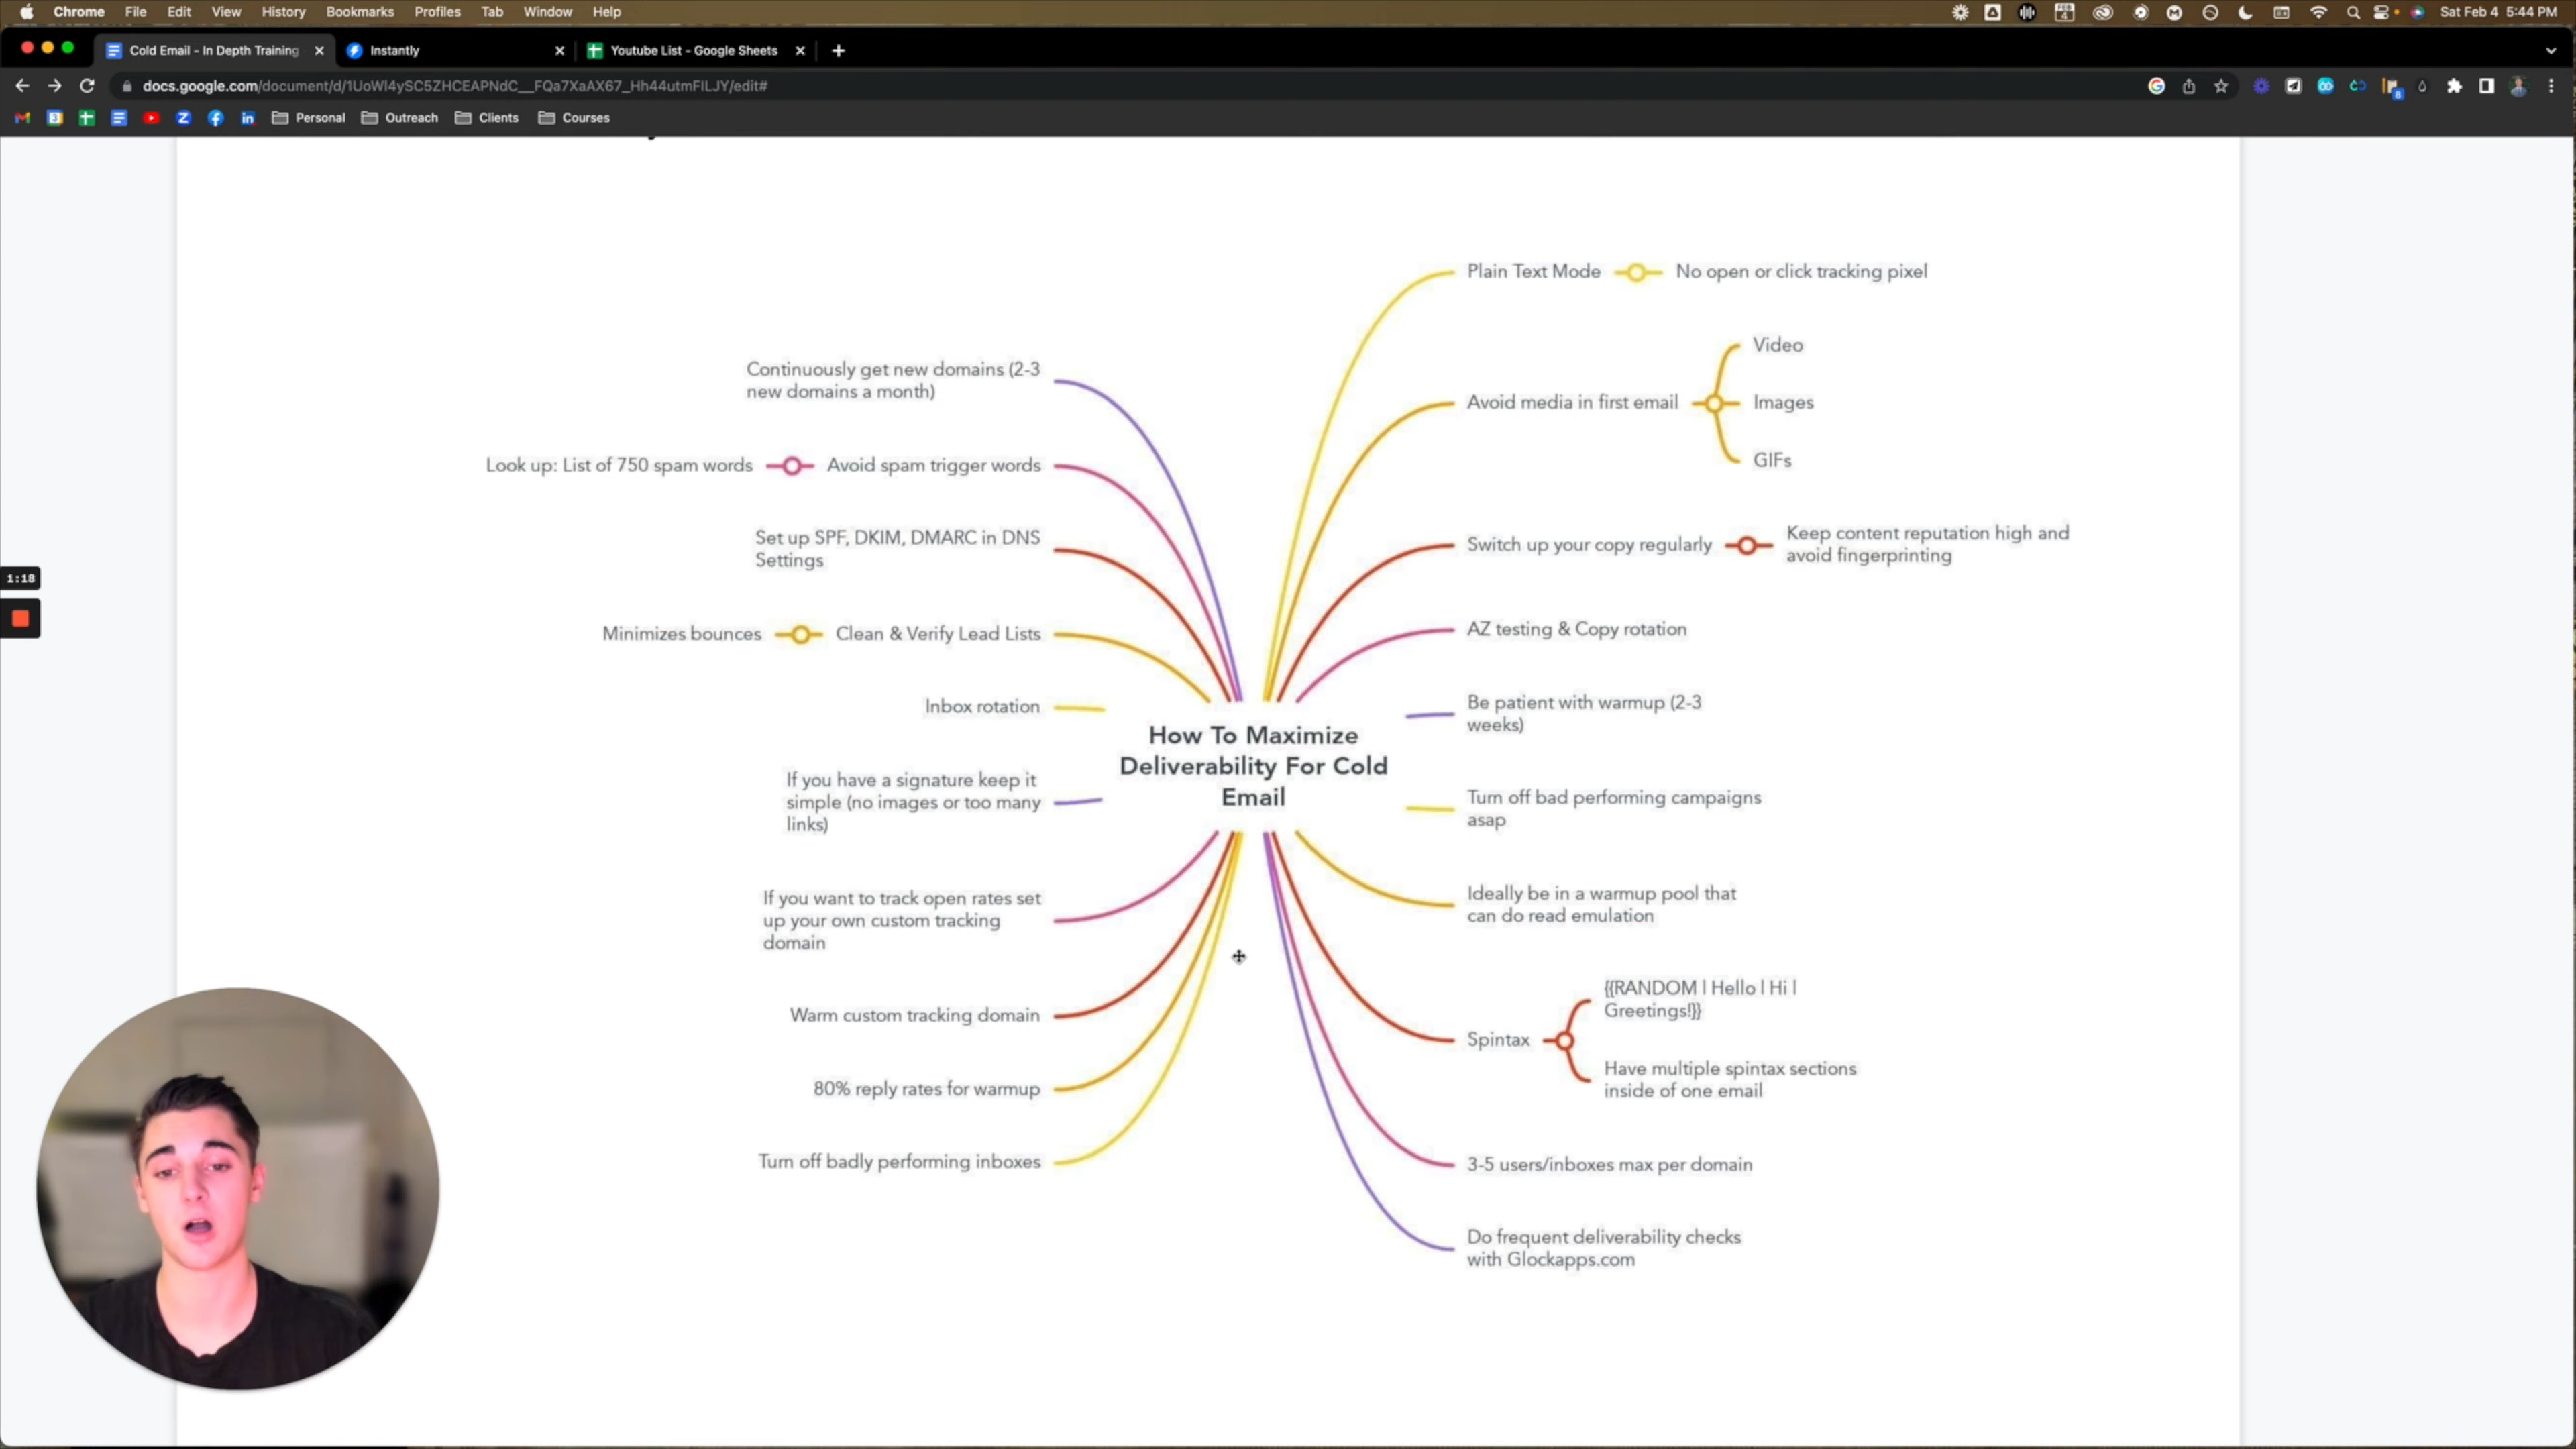 Chrome File Edit View History Bookmarks Profiles Tab Window Help
FEB 4
Sat Feb 4 5:44 PM
Cold Email - In Depth Training
Instantly
Youtube List - Google Sheets
docs.google.com/document/d/1UoWI4ySC5ZHCEAPNdC__FQa7XaAX67_Hh44utmFILJY/edit#
Personal Outreach Clients Courses
Continuously get new domains (2-3
new domains a month)
Look up: List of 750 spam words
Avoid spam trigger words
Set up SPF, DKIM, DMARC in DNS
Settings
Minimizes bounces
Clean & Verify Lead Lists
Inbox rotation
If you have a signature keep it
simple (no images or too many
links)
If you want to track open rates set
up your own custom tracking
domain
Warm custom tracking domain
80% reply rates for warmup
Turn off badly performing inboxes
How To Maximize
Deliverability For Cold
Email
Plain Text Mode
No open or click tracking pixel
Avoid media in first email
Video
Images
GIFs
Switch up your copy regularly
Keep content reputation high and
avoid fingerprinting
AZ testing & Copy rotation
Be patient with warmup (2-3
weeks)
Turn off bad performing campaigns
asap
Ideally be in a warmup pool that
can do read emulation
Spintax
{{RANDOM | Hello | Hi |
Greetings!}}
Have multiple spintax sections
inside of one email
3-5 users/inboxes max per domain
Do frequent deliverability checks
with Glockapps.com
1:18